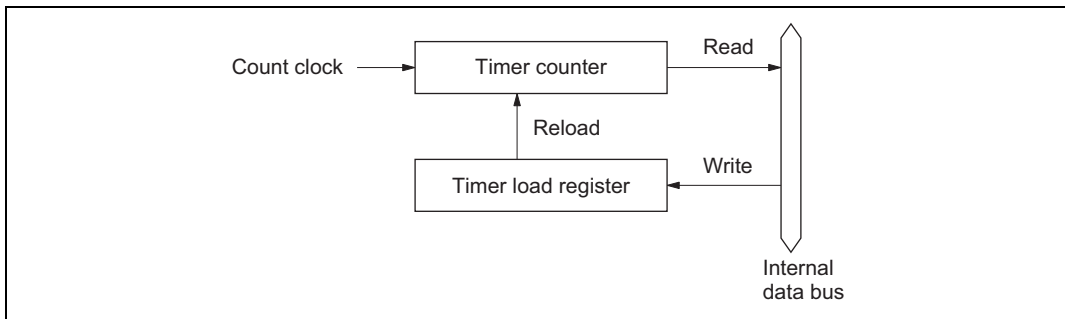 Count clock
Timer counter
Read
Reload
Timer load register
Write
Internal
data bus